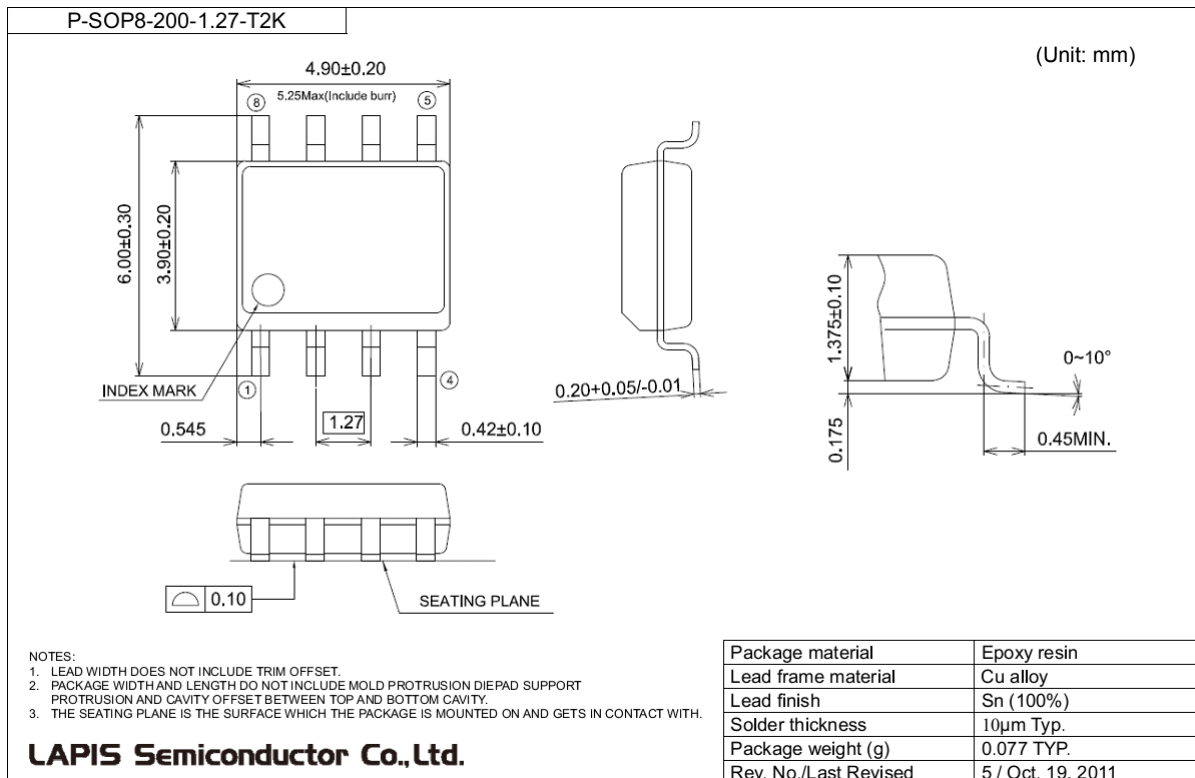 P-SOP8-200-1.27-T2K
(Unit: mm)
4.90±0.20
5.25Max(Include burr)
8
5
6.00±0.30
3.90±0.20
INDEX MARK
1
4
0.545
1.27
0.42±0.10
0.20+0.05/-0.01
1.375±0.10
0.175
0~10°
0.45MIN.
0.10
SEATING PLANE
NOTES:
1. LEAD WIDTH DOES NOT INCLUDE TRIM OFFSET.
2. PACKAGE WIDTH AND LENGTH DO NOT INCLUDE MOLD PROTRUSION DIEPAD SUPPORT
PROTRUSION AND CAVITY OFFSET BETWEEN TOP AND BOTTOM CAVITY.
3. THE SEATING PLANE IS THE SURFACE WHICH THE PACKAGE IS MOUNTED ON AND GETS IN CONTACT WITH.
LAPIS Semiconductor Co.,Ltd.
Package material Epoxy resin
Lead frame material Cu alloy
Lead finish Sn (100%)
Solder thickness 10μm Typ.
Package weight (g) 0.077 TYP.
Rev. No./Last Revised 5 / Oct. 19, 2011